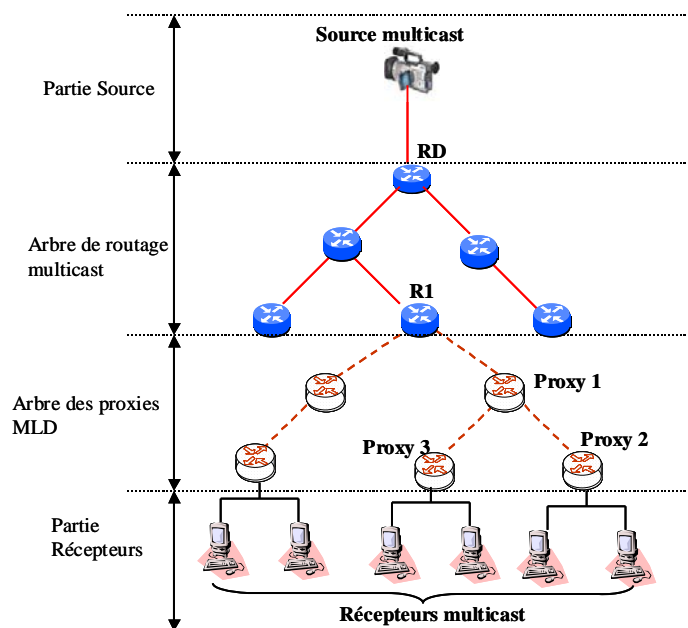 Source multicast
Partie Source
RD
Arbre de routage
multicast
R1
Arbre des proxies
MLD
Proxy 1
Proxy 3
Proxy 2
Partie
Récepteurs
Récepteurs multicast